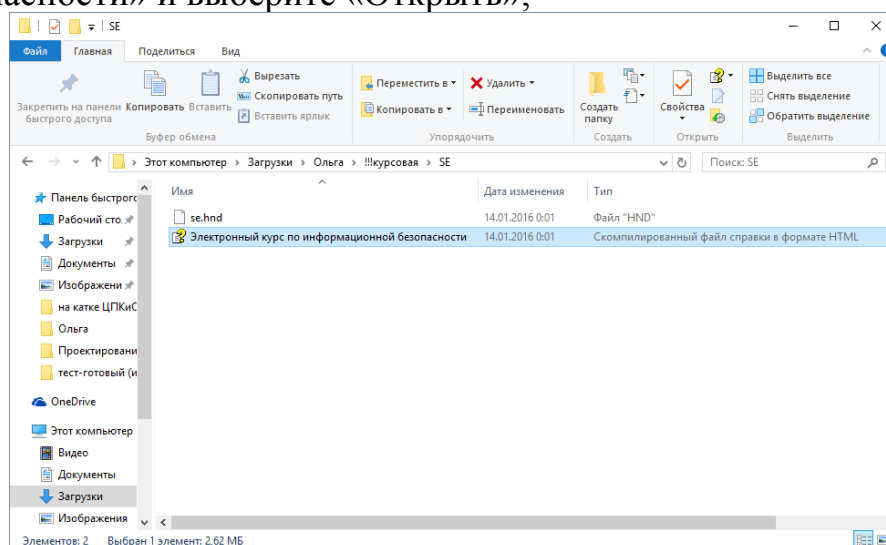 асности» и выберите «Открыть»;
SE
Файл Главная Поделиться Вид
Закрепить на панели быстрого доступа
Копировать
Вставить
Вырезать
Скопировать путь
Вставить ярлык
Буфер обмена
Переместить в
Копировать в
Удалить
Переименовать
Упорядочить
Создать папку
Создать
Свойства
Открыть
Выделить все
Снять выделение
Обратить выделение
Выделить
Этот компьютер > Загрузки > Ольга > !!!курсовая > SE
Поиск: SE
Имя Дата изменения Тип
se.hnd 14.01.2016 0:01 Файл "HND"
Электронный курс по информационной безопасности 14.01.2016 0:01 Скомпилированный файл справки в формате HTML
Панель быстрого
Рабочий сто.
Загрузки
Документы
Изображени
на катке ЦПКиС
Ольга
Проектировани
тест-готовый (и
OneDrive
Этот компьютер
Видео
Документы
Загрузки
Изображения
Элементов: 2 Выбран 1 элемент: 2,62 МБ